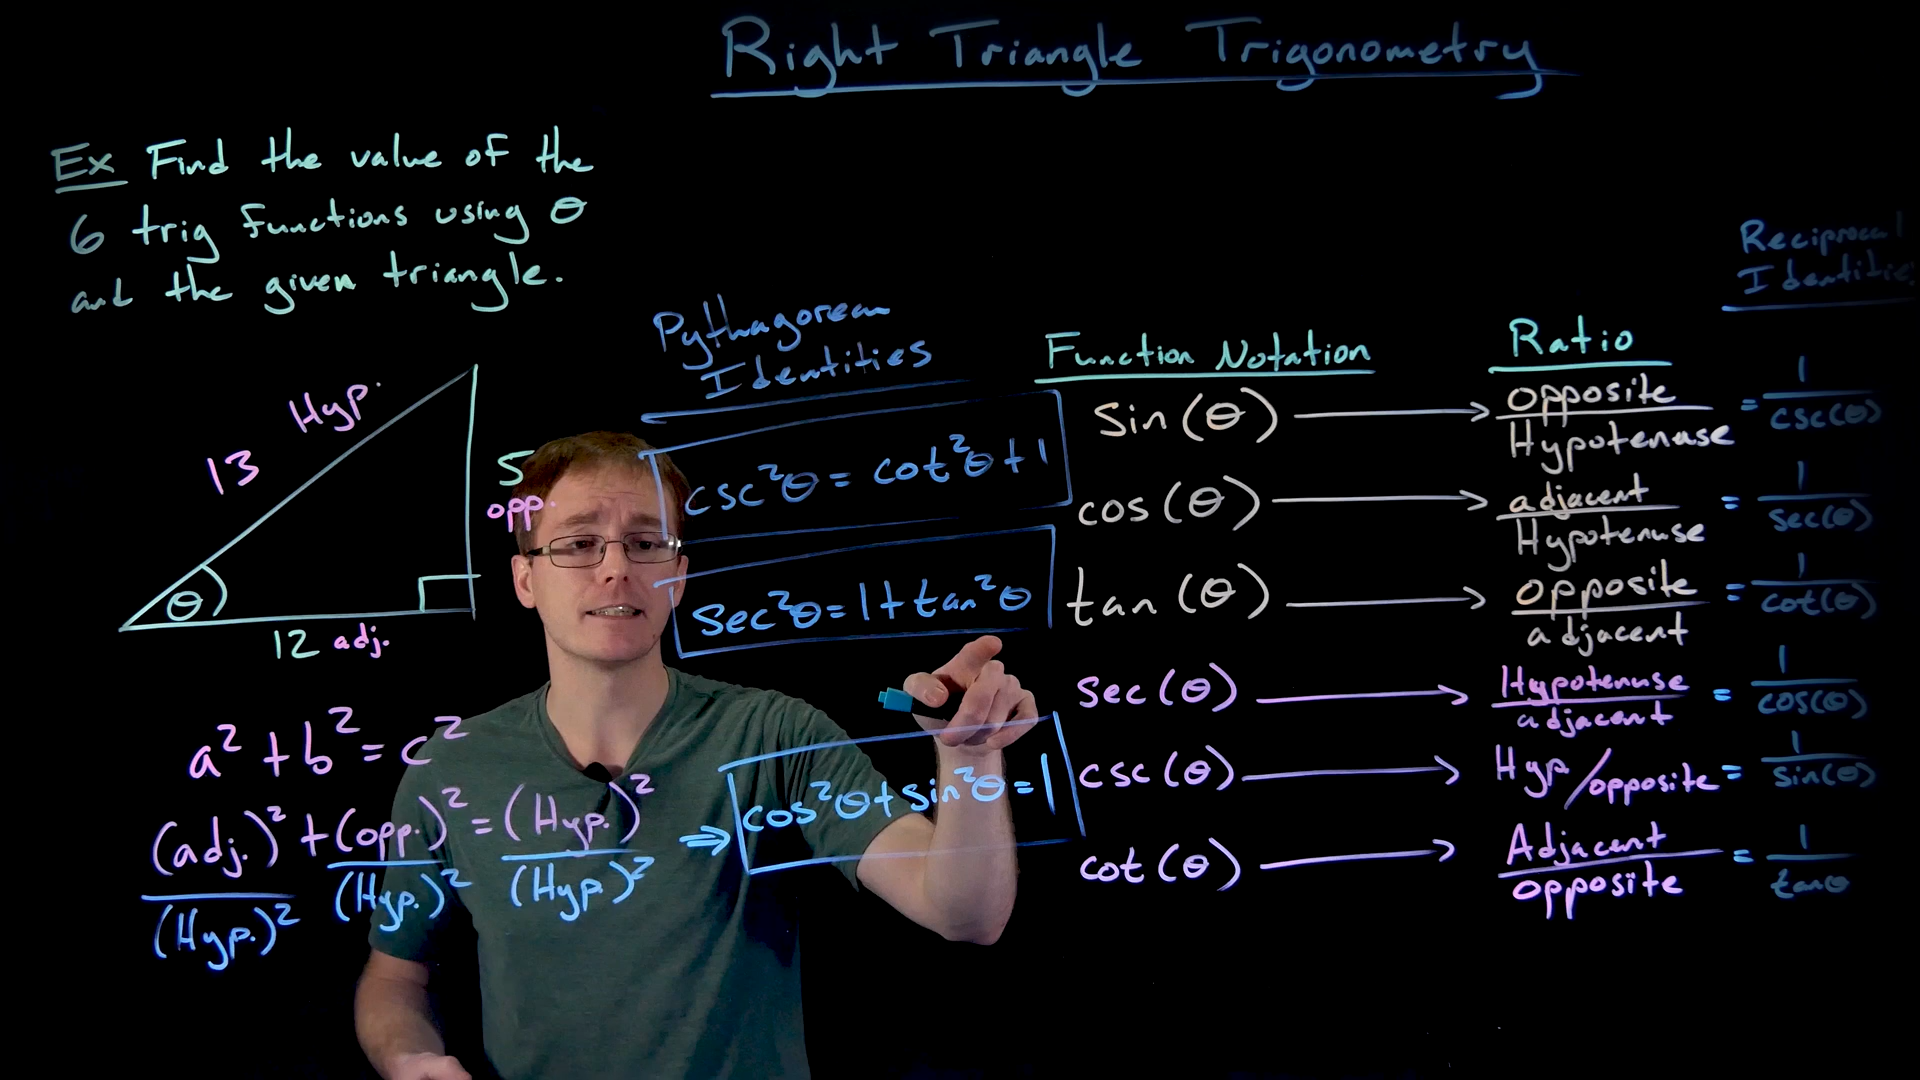 Right Triangle Trigonometry
Ex Find the value of the
6 trig functions using θ
and the given triangle.
Hyp.
13
5
opp.
θ
12 adj.
a² + b² = c²
(adj.)² + (opp.)² = (Hyp.)²
(Hyp.)² (Hyp.)² (Hyp.)²
⇒ cos²θ + sin²θ = 1
Pythagorean
Identities
csc²θ = cot²θ + 1
sec²θ = 1 + tan²θ
Function Notation
sin(θ)
cos(θ)
tan(θ)
sec(θ)
csc(θ)
cot(θ)
Ratio
opposite
Hypotenuse
adjacent
Hypotenuse
opposite
adjacent
Hypotenuse
adjacent
Hyp/opposite
Adjacent
opposite
Reciprocal
Identities
= 1
csc(θ)
= 1
sec(θ)
= 1
cot(θ)
= 1
cos(θ)
= 1
sin(θ)
= 1
tanθ